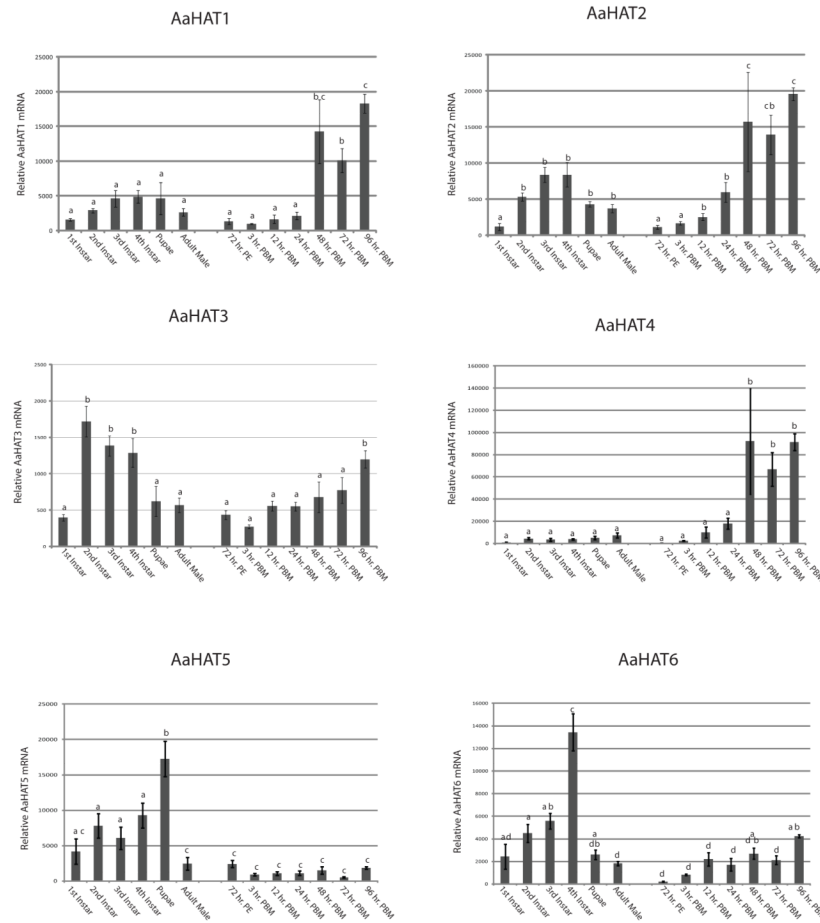 AaHAT1
Relative AaHAT1 mRNA
25000
20000
15000
10000
5000
0
a a a a a a a a a a b,c b c
1st Instar 2nd Instar 3rd Instar 4th Instar Pupae Adult Male 72 hr. PE 3 hr. PBM 12 hr. PBM 24 hr. PBM 48 hr. PBM 72 hr. PBM 96 hr. PBM
AaHAT2
Relative AaHAT2 mRNA
25000
20000
15000
10000
5000
0
a b b b b b a a b b c cb c
1st Instar 2nd Instar 3rd Instar 4th Instar Pupae Adult Male 72 hr. PE 3 hr. PBM 12 hr. PBM 24 hr. PBM 48 hr. PBM 72 hr. PBM 96 hr. PBM
AaHAT3
Relative AaHAT3 mRNA
2500
2000
1500
1000
500
0
a b b b a a a a a a a a b
1st Instar 2nd Instar 3rd Instar 4th Instar Pupae Adult Male 72 hr. PE 3 hr. PBM 12 hr. PBM 24 hr. PBM 48 hr. PBM 72 hr. PBM 96 hr. PBM
AaHAT4
Relative AaHAT4 mRNA
160000
140000
120000
100000
80000
60000
40000
20000
0
a a a a a a a a a a b b b
1st Instar 2nd Instar 3rd Instar 4th Instar Pupae Adult Male 72 hr. PE 3 hr. PBM 12 hr. PBM 24 hr. PBM 48 hr. PBM 72 hr. PBM 96 hr. PBM
AaHAT5
Relative AaHAT5 mRNA
25000
20000
15000
10000
5000
0
a c a a a b c c c c c c c c
1st Instar 2nd Instar 3rd Instar 4th Instar Pupae Adult Male 72 hr. PE 3 hr. PBM 12 hr. PBM 24 hr. PBM 48 hr. PBM 72 hr. PBM 96 hr. PBM
AaHAT6
Relative AaHAT6 mRNA
16000
14000
12000
10000
8000
6000
4000
2000
0
ad a a b c a db d d d d d a d b d a b
1st Instar 2nd Instar 3rd Instar 4th Instar Pupae Adult Male 72 hr. PE 3 hr. PBM 12 hr. PBM 24 hr. PBM 48 hr. PBM 72 hr. PBM 96 hr. PBM